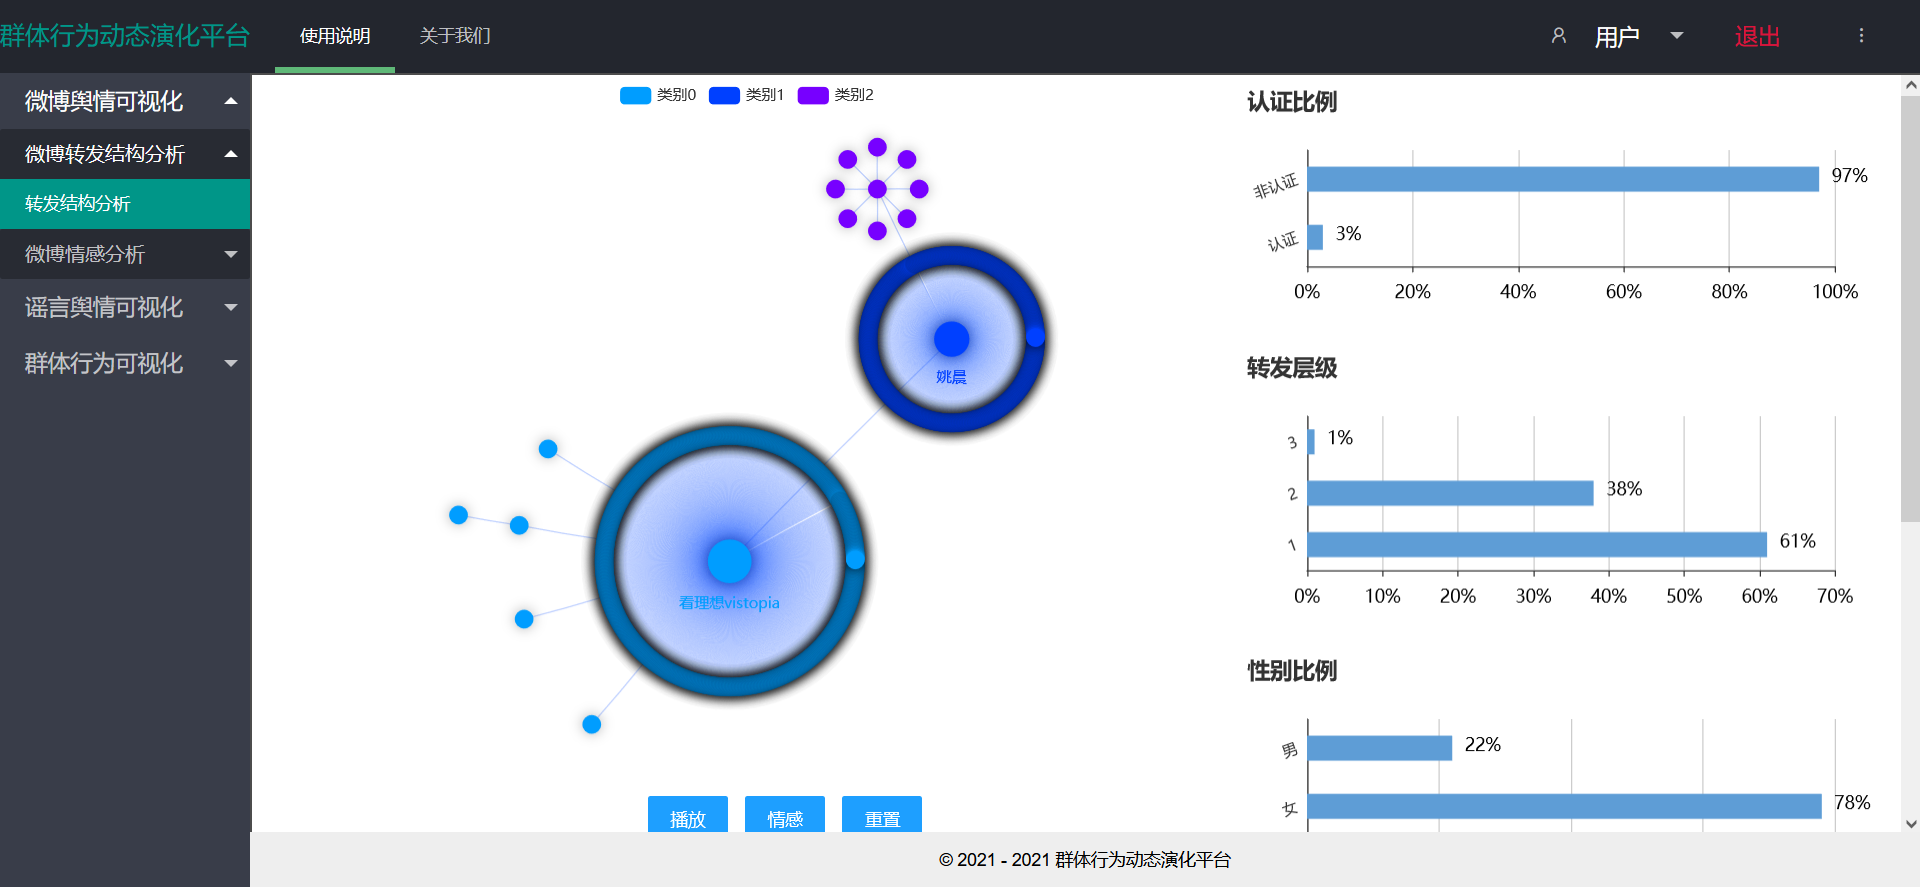 群体行为动态演化平台
使用说明
关于我们
用户
退出
微博舆情可视化
微博转发结构分析
转发结构分析
微博情感分析
谣言舆情可视化
群体行为可视化
类别0 类别1 类别2
姚晨
看理想vistopia
播放 情感 重置
认证比例
非认证 97%
认证 3%
0% 20% 40% 60% 80% 100%
转发层级
3 1%
2 38%
1 61%
0% 10% 20% 30% 40% 50% 60% 70%
性别比例
男 22%
女 78%
© 2021 - 2021 群体行为动态演化平台